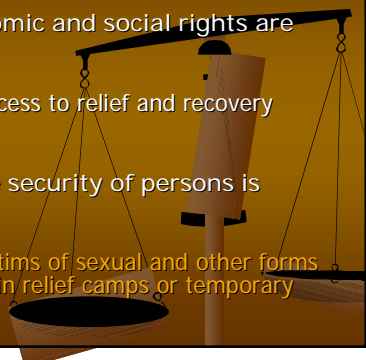 omic and social rights are
cess to relief and recovery
security of persons is
tims of sexual and other forms
in relief camps or temporary